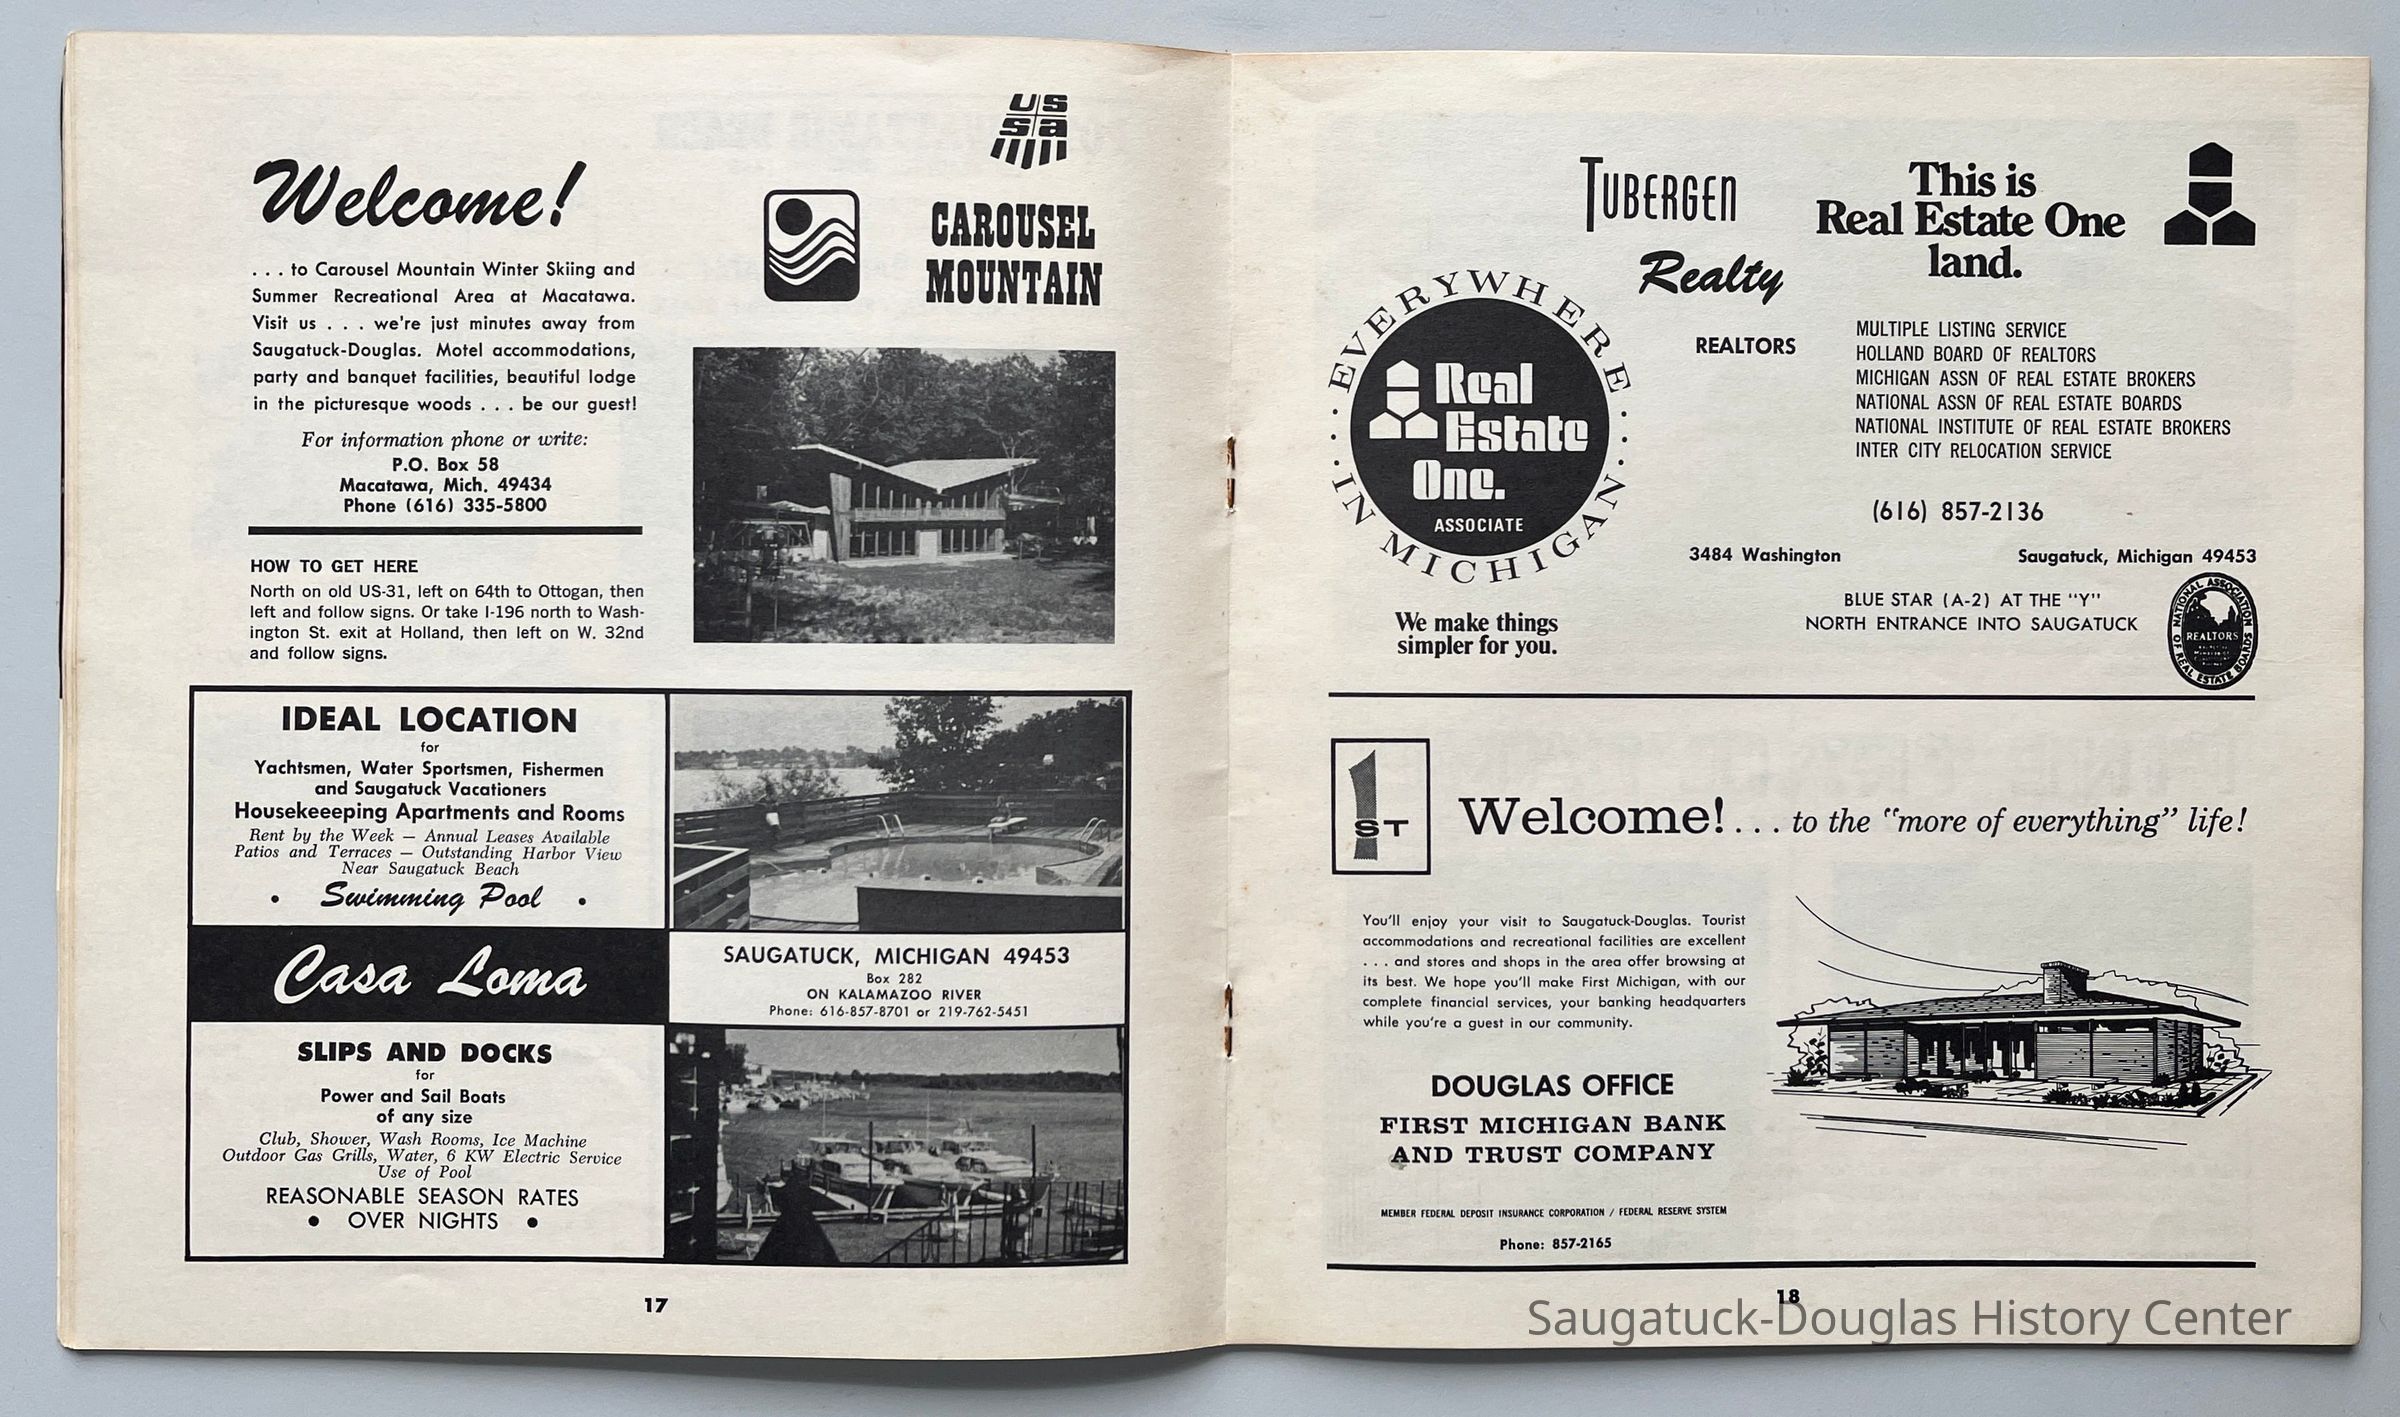 US
Sa
Welcome!
CAROUSEL
MOUNTAIN
. . . to Carousel Mountain Winter Skiing and
Summer Recreational Area at Macatawa.
Visit us . . . we're just minutes away from
Saugatuck-Douglas. Motel accommodations,
party and banquet facilities, beautiful lodge
in the picturesque woods . . . be our guest!
For information phone or write:
P.O. Box 58
Macatawa, Mich. 49434
Phone (616) 335-5800
HOW TO GET HERE
North on old US-31, left on 64th to Ottogan, then
left and follow signs. Or take I-196 north to Wash-
ington St. exit at Holland, then left on W. 32nd
and follow signs.
IDEAL LOCATION
for
Yachtsmen, Water Sportsmen, Fishermen
and Saugatuck Vacationers
Housekeeeping Apartments and Rooms
Rent by the Week — Annual Leases Available
Patios and Terraces — Outstanding Harbor View
Near Saugatuck Beach
• Swimming Pool •
Casa Loma
SAUGATUCK, MICHIGAN 49453
Box 282
ON KALAMAZOO RIVER
Phone: 616-857-8701 or 219-762-5451
SLIPS AND DOCKS
for
Power and Sail Boats
of any size
Club, Shower, Wash Rooms, Ice Machine
Outdoor Gas Grills, Water, 6 KW Electric Service
Use of Pool
REASONABLE SEASON RATES
• OVER NIGHTS •
17
TUBERGEN
Realty
REALTORS
This is
Real Estate One
land.
EVERYWHERE
IN MICHIGAN
Real
Estate
One.
ASSOCIATE
We make things
simpler for you.
MULTIPLE LISTING SERVICE
HOLLAND BOARD OF REALTORS
MICHIGAN ASSN OF REAL ESTATE BROKERS
NATIONAL ASSN OF REAL ESTATE BOARDS
NATIONAL INSTITUTE OF REAL ESTATE BROKERS
INTER CITY RELOCATION SERVICE
(616) 857-2136
3484 Washington Saugatuck, Michigan 49453
BLUE STAR (A-2) AT THE "Y"
NORTH ENTRANCE INTO SAUGATUCK
NATIONAL ASSOCIATION
OF REAL ESTATE BOARDS
REALTORS
1ST
Welcome! . . . to the "more of everything" life!
You'll enjoy your visit to Saugatuck-Douglas. Tourist
accommodations and recreational facilities are excellent
. . . and stores and shops in the area offer browsing at
its best. We hope you'll make First Michigan, with our
complete financial services, your banking headquarters
while you're a guest in our community.
DOUGLAS OFFICE
FIRST MICHIGAN BANK
AND TRUST COMPANY
MEMBER FEDERAL DEPOSIT INSURANCE CORPORATION / FEDERAL RESERVE SYSTEM
Phone: 857-2165
18
Saugatuck-Douglas History Center